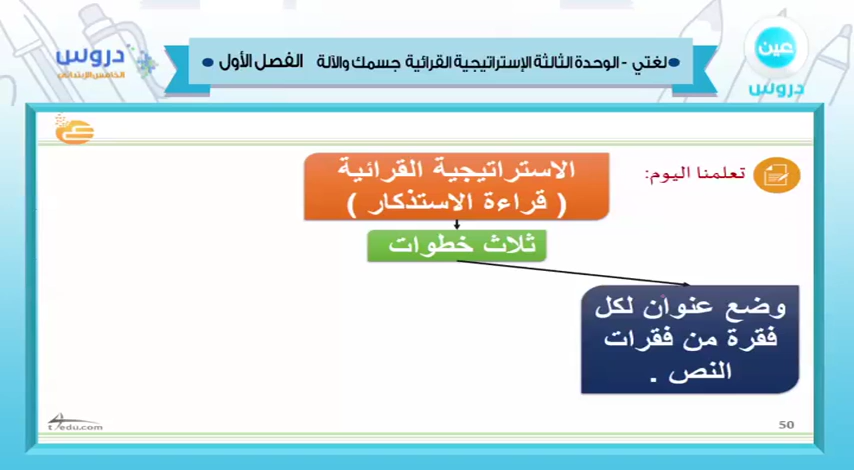 عين
دروس
لغتي - الوحدة الثالثة الإستراتيجية القرائية جسمك والآلة الفصل الأول
دروس
الخامس الإبتدائي
تعلمنا اليوم:
الاستراتيجية القرائية
( قراءة الاستذكار )
ثلاث خطوات
وضع عنوان لكل
فقرة من فقرات
النص .
t4edu.com
50